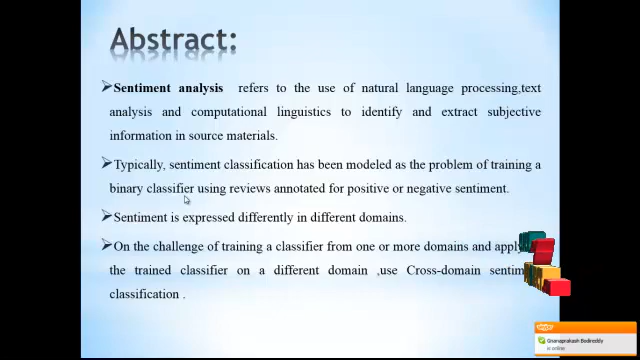 Abstract:
Sentiment analysis refers to the use of natural language processing,text
analysis and computational linguistics to identify and extract subjective
information in source materials.
Typically, sentiment classification has been modeled as the problem of training a
binary classifier using reviews annotated for positive or negative sentiment.
Sentiment is expressed differently in different domains.
On the challenge of training a classifier from one or more domains and apply
the trained classifier on a different domain ,use Cross-domain sentim
classification .
Gnanaprakash Bodireddy